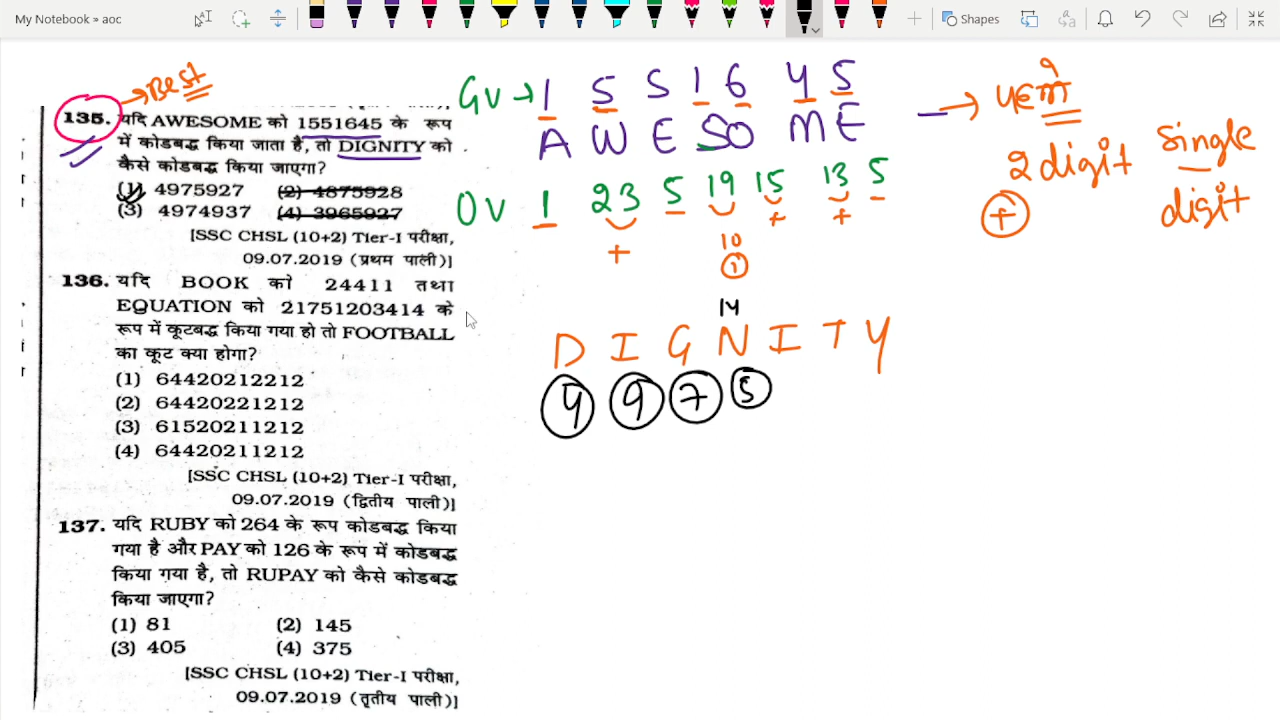 My Notebook » aoc
Shapes
135. यदि AWESOME को 1551645 के रूप
में कोडबद्ध किया जाता है, तो DIGNITY को
कैसे कोडबद्ध किया जाएगा?
(1) 4975927 (2) 4875928
(3) 4974937 (4) 3965927
[SSC CHSL (10+2) Tier-I परीक्षा,
09.07.2019 (प्रथम पाली)]
136. यदि BOOK को 24411 तथा
EQUATION को 21751203414 के
रूप में कूटबद्ध किया गया हो तो FOOTBALL
का कूट क्या होगा?
(1) 64420212212
(2) 64420221212
(3) 61520211212
(4) 64420211212
[SSC CHSL (10+2) Tier-I परीक्षा,
09.07.2019 (द्वितीय पाली)]
137. यदि RUBY को 264 के रूप कोडबद्ध किया
गया है और PAY को 126 के रूप में कोडबद्ध
किया गया है, तो RUPAY को कैसे कोडबद्ध
किया जाएगा?
(1) 81 (2) 145
(3) 405 (4) 375
[SSC CHSL (10+2) Tier-I परीक्षा,
09.07.2019 (तृतीय पाली)]
Best
GV → 1 5 5 1 6 4 5
A W E S O M E
OV 1 23 5 19 15 13 5
+ + +
10
1
2 digit single
+ digit
14
D I G N I T Y
4 9 7 5